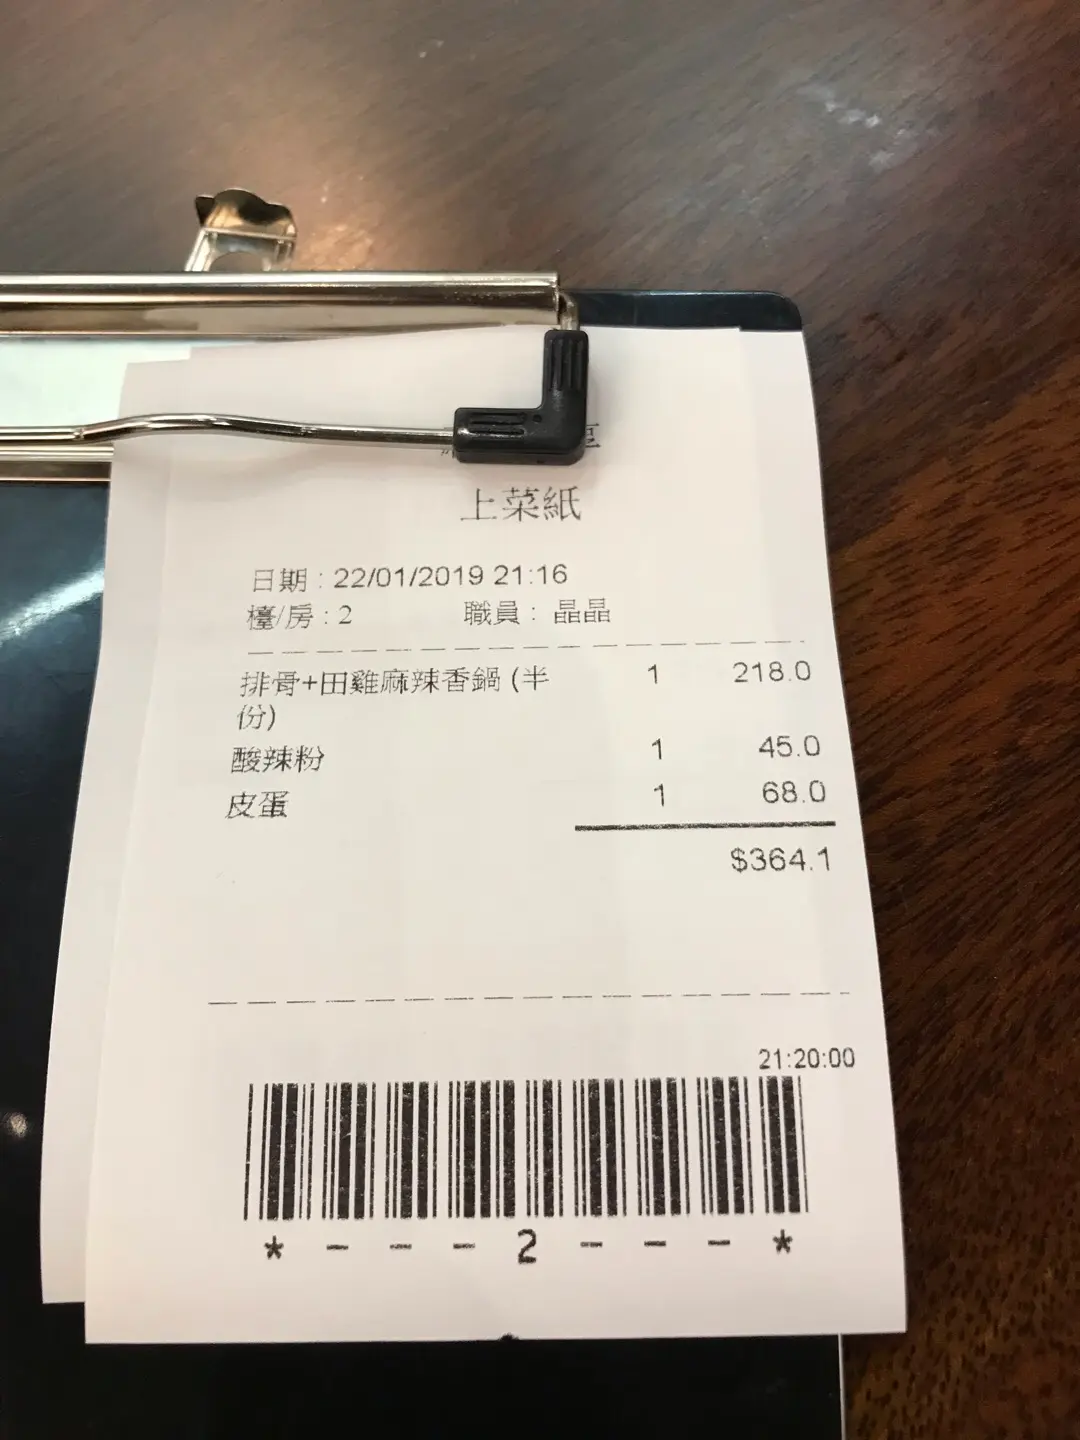 上菜紙
日期 : 22/01/2019 21:16
檯/房 : 2 職員 : 晶晶
排骨+田雞麻辣香鍋 (半 1 218.0
份)
酸辣粉 1 45.0
皮蛋 1 68.0
$364.1
21:20:00
* - - - 2 - - - *